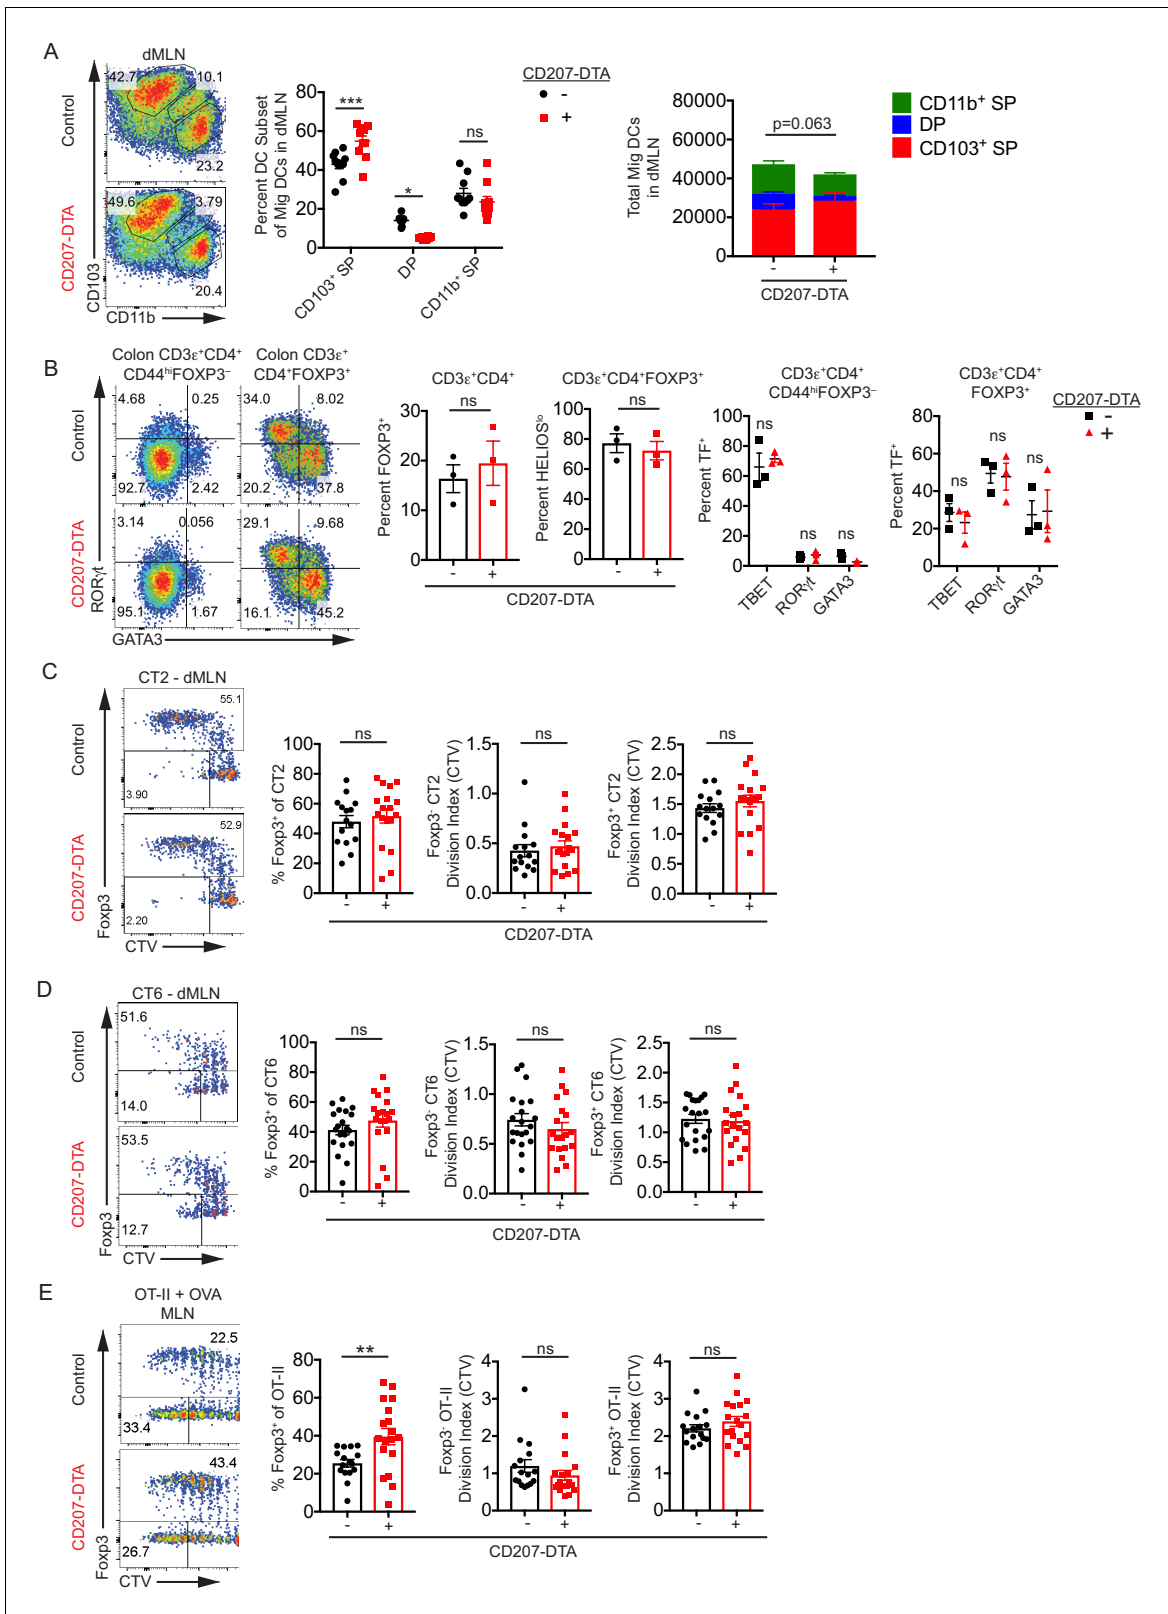 A
dMLN
Control
CD207-DTA
CD103
CD11b
42.7
10.1
23.2
49.6
3.79
20.4
Percent DC Subset
of Mig DCs in dMLN
80
60
40
20
0
***
*
ns
CD103⁺ SP
DP
CD11b⁺ SP
CD207-DTA
-
+
Total Mig DCs
in dMLN
80000
60000
40000
20000
0
p=0.063
-
+
CD207-DTA
CD11b⁺ SP
DP
CD103⁺ SP
B
Colon CD3ε⁺CD4⁺
CD44ʰⁱFOXP3⁻
Colon CD3ε⁺
CD4⁺FOXP3⁺
Control
CD207-DTA
RORγt
GATA3
4.68
0.25
92.7
2.42
34.0
8.02
20.2
37.8
3.14
0.056
95.1
1.67
29.1
9.68
16.1
45.2
CD3ε⁺CD4⁺
Percent FOXP3⁺
30
20
10
0
ns
-
+
CD3ε⁺CD4⁺FOXP3⁺
Percent HELIOSˡᵒ
100
80
60
40
20
0
ns
-
+
CD207-DTA
CD3ε⁺CD4⁺
CD44ʰⁱFOXP3⁻
Percent TF⁺
100
80
60
40
20
0
ns
ns
ns
TBET
RORγt
GATA3
CD3ε⁺CD4⁺
FOXP3⁺
Percent TF⁺
80
60
40
20
0
ns
ns
ns
TBET
RORγt
GATA3
CD207-DTA
-
+
C
CT2 - dMLN
Control
CD207-DTA
Foxp3
CTV
55.1
3.90
52.9
2.20
% Foxp3⁺ of CT2
100
80
60
40
20
0
ns
-
+
Foxp3⁻ CT2
Division Index (CTV)
1.5
1.0
0.5
0.0
ns
-
+
Foxp3⁺ CT2
Division Index (CTV)
2.5
2.0
1.5
1.0
0.5
0.0
ns
-
+
CD207-DTA
D
CT6 - dMLN
Control
CD207-DTA
Foxp3
CTV
51.6
14.0
53.5
12.7
% Foxp3⁺ of CT6
100
80
60
40
20
0
ns
-
+
Foxp3⁻ CT6
Division Index (CTV)
1.5
1.0
0.5
0.0
ns
-
+
Foxp3⁺ CT6
Division Index (CTV)
2.5
2.0
1.5
1.0
0.5
0.0
ns
-
+
CD207-DTA
E
OT-II + OVA
MLN
Control
CD207-DTA
Foxp3
CTV
22.5
33.4
43.4
26.7
% Foxp3⁺ of OT-II
80
60
40
20
0
**
-
+
Foxp3⁻ OT-II
Division Index (CTV)
4
3
2
1
0
ns
-
+
Foxp3⁺ OT-II
Division Index (CTV)
4
3
2
1
0
ns
-
+
CD207-DTA